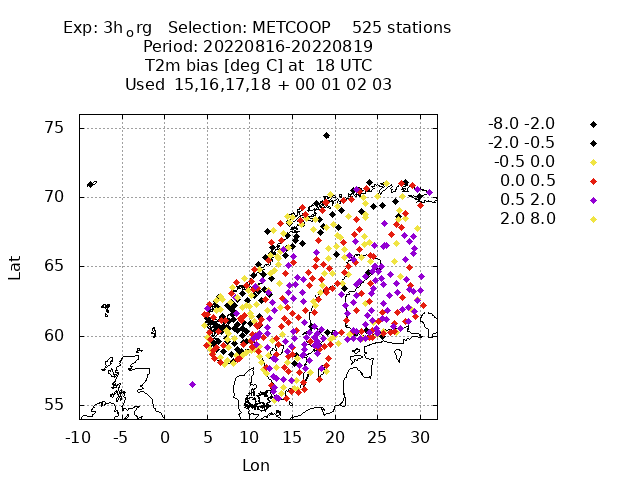 Exp: 3horg Selection: METCOOP 525 stations
Period: 20220816-20220819
T2m bias [deg C] at 18 UTC
Used 15,16,17,18 + 00 01 02 03
-8.0 -2.0
-2.0 -0.5
-0.5 0.0
0.0 0.5
0.5 2.0
2.0 8.0
75
70
65
60
55
Lat
-10 -5 0 5 10 15 20 25 30
Lon